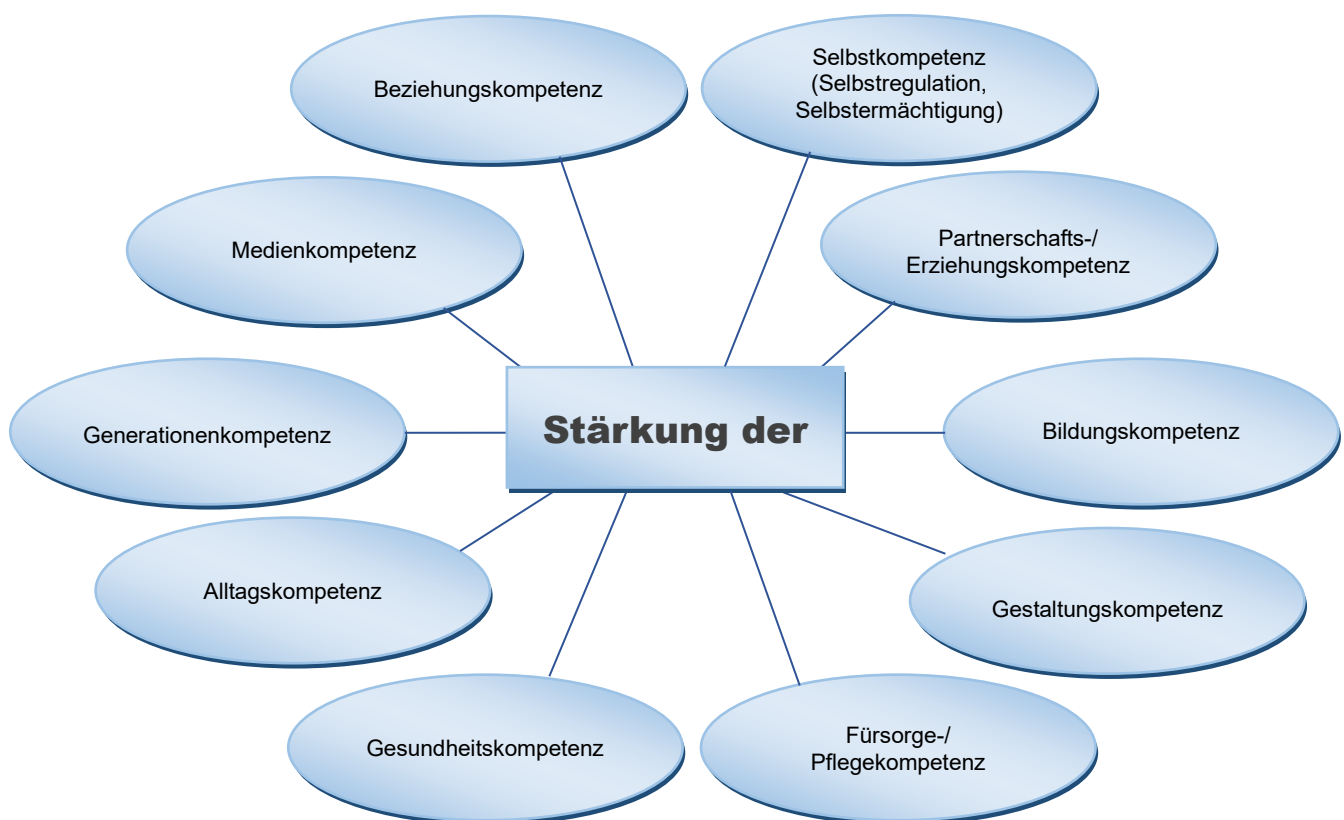 Beziehungskompetenz
Selbstkompetenz
(Selbstregulation,
Selbstermächtigung)
Medienkompetenz
Partnerschafts-/
Erziehungskompetenz
Generationenkompetenz
Stärkung der
Bildungskompetenz
Alltagskompetenz
Gestaltungskompetenz
Gesundheitskompetenz
Fürsorge-/
Pflegekompetenz